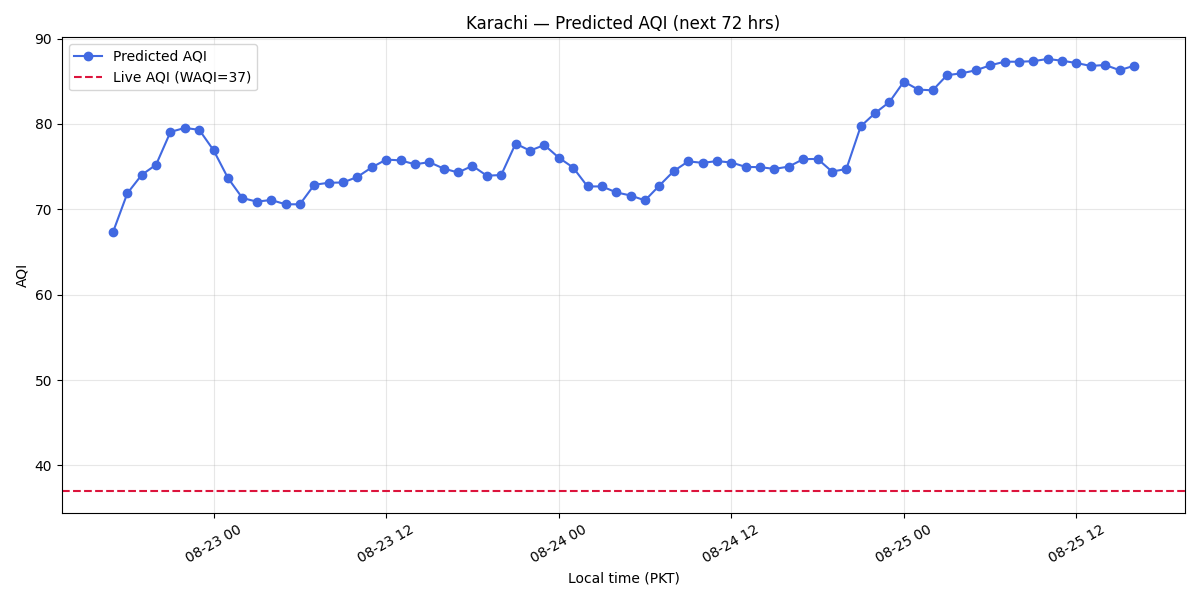 Karachi — Predicted AQI (next 72 hrs)
Predicted AQI
Live AQI (WAQI=37)
AQI
90
80
70
60
50
40
08-23 00
08-23 12
08-24 00
08-24 12
08-25 00
08-25 12
Local time (PKT)